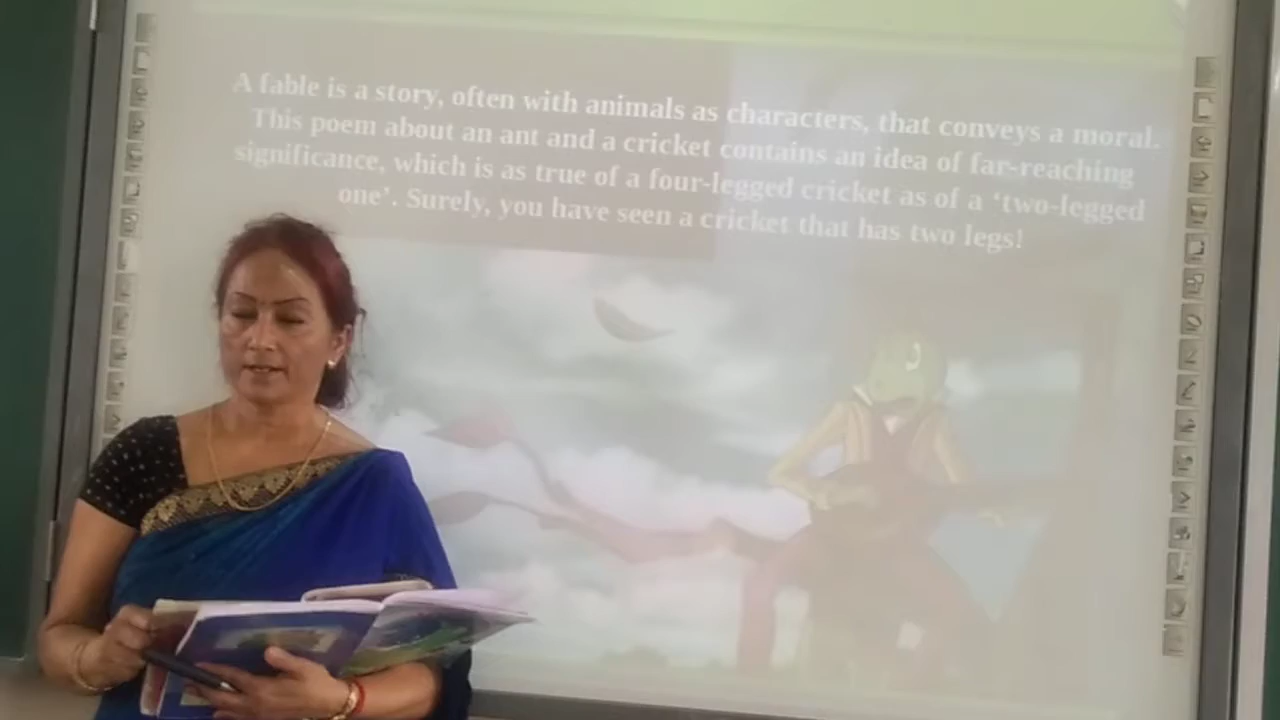 A fable is a story, often with animals as characters, that conveys a moral.
This poem about an ant and a cricket contains an idea of far-reaching
significance, which is as true of a four-legged cricket as of a ‘two-legged
one’. Surely, you have seen a cricket that has two legs!